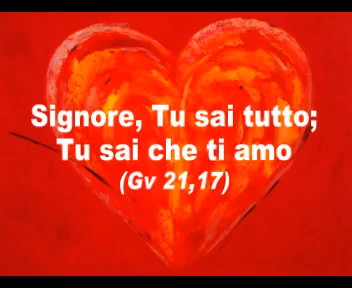 Signore, Tu sai tutto;
Tu sai che ti amo
(Gv 21,17)